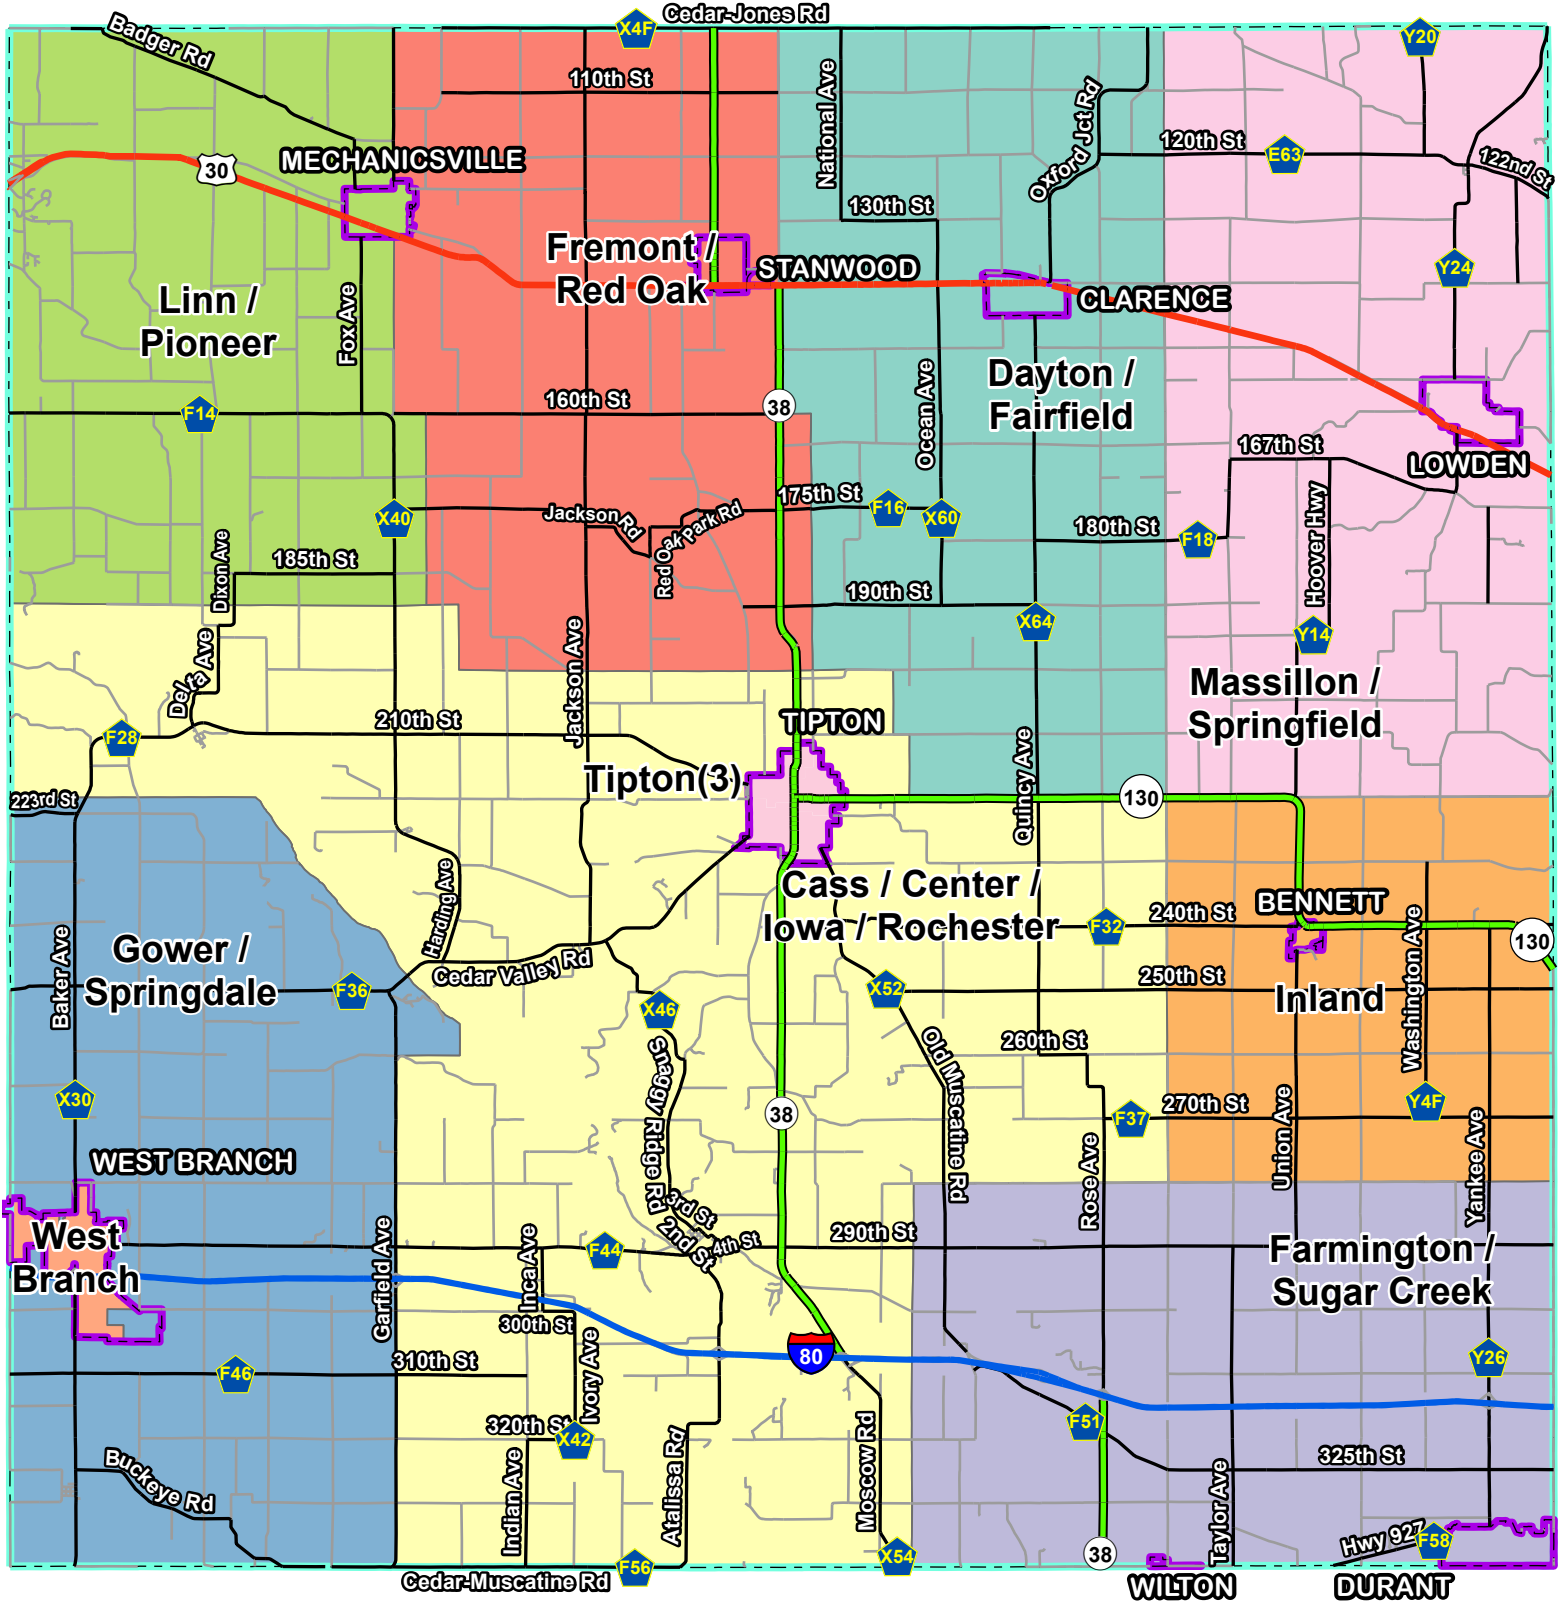 Cedar-Jones Rd
Badger Rd
X4F
Y20
110th St
National Ave
Oxford Jct Rd
120th St
E63
122nd St
30
MECHANICSVILLE
130th St
Fremont /
Red Oak
STANWOOD
Y24
CLARENCE
Linn /
Pioneer
Fox Ave
Dayton /
Fairfield
Ocean Ave
F14
160th St
38
167th St
LOWDEN
X40
Jackson Rd
Red Oak Park Rd
175th St
F16
X60
180th St
F18
Hoover Hwy
Dixon Ave
185th St
190th St
X64
Y14
Delta Ave
Jackson Ave
Massillon /
Springfield
F28
210th St
TIPTON
Tipton(3)
Quincy Ave
130
223rd St
Harding Ave
Cass / Center /
Iowa / Rochester
F32
240th St
BENNETT
Washington Ave
130
Baker Ave
Gower /
Springdale
F36
Cedar Valley Rd
X46
X52
250th St
Inland
Snaggy Ridge Rd
Old Muscatine Rd
260th St
X30
38
F37
270th St
Union Ave
Y4F
Yankee Ave
WEST BRANCH
Rose Ave
West
Branch
Garfield Ave
Inca Ave
F44
3rd St
2nd St
4th St
290th St
Farmington /
Sugar Creek
300th St
Ivory Ave
80
310th St
F46
Y26
320th St
X42
Atalissa Rd
Moscow Rd
F51
325th St
Buckeye Rd
Indian Ave
Taylor Ave
F56
X54
38
Hwy 927
F58
Cedar-Muscatine Rd
WILTON
DURANT